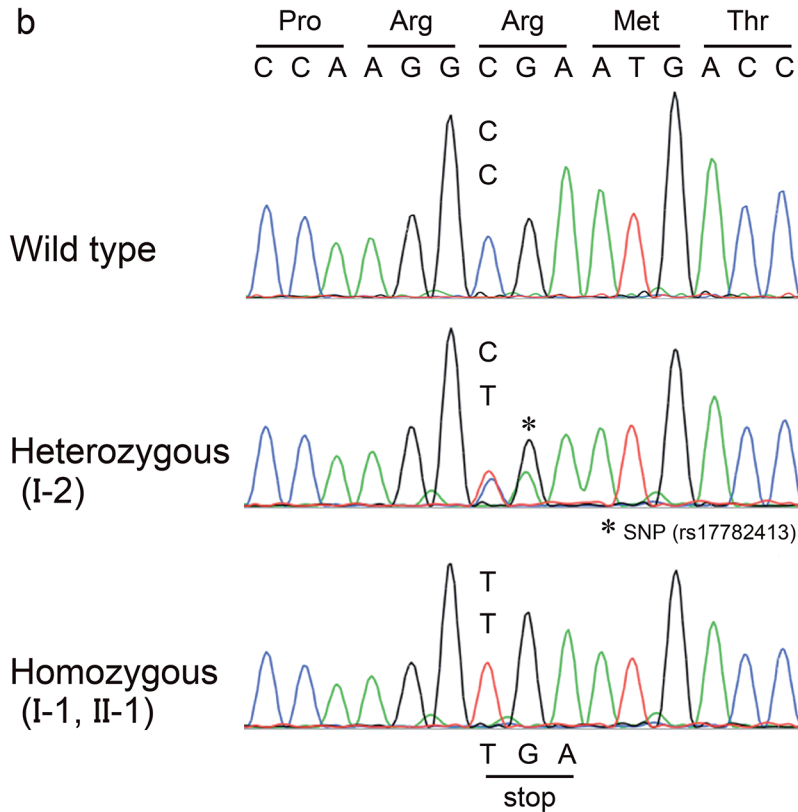 b
Pro Arg Arg Met Thr
C C A A G G C G A A T G A C C
C
C
Wild type
C
T
*
Heterozygous
(I-2)
* SNP (rs17782413)
T
T
Homozygous
(I-1, II-1)
T G A
stop